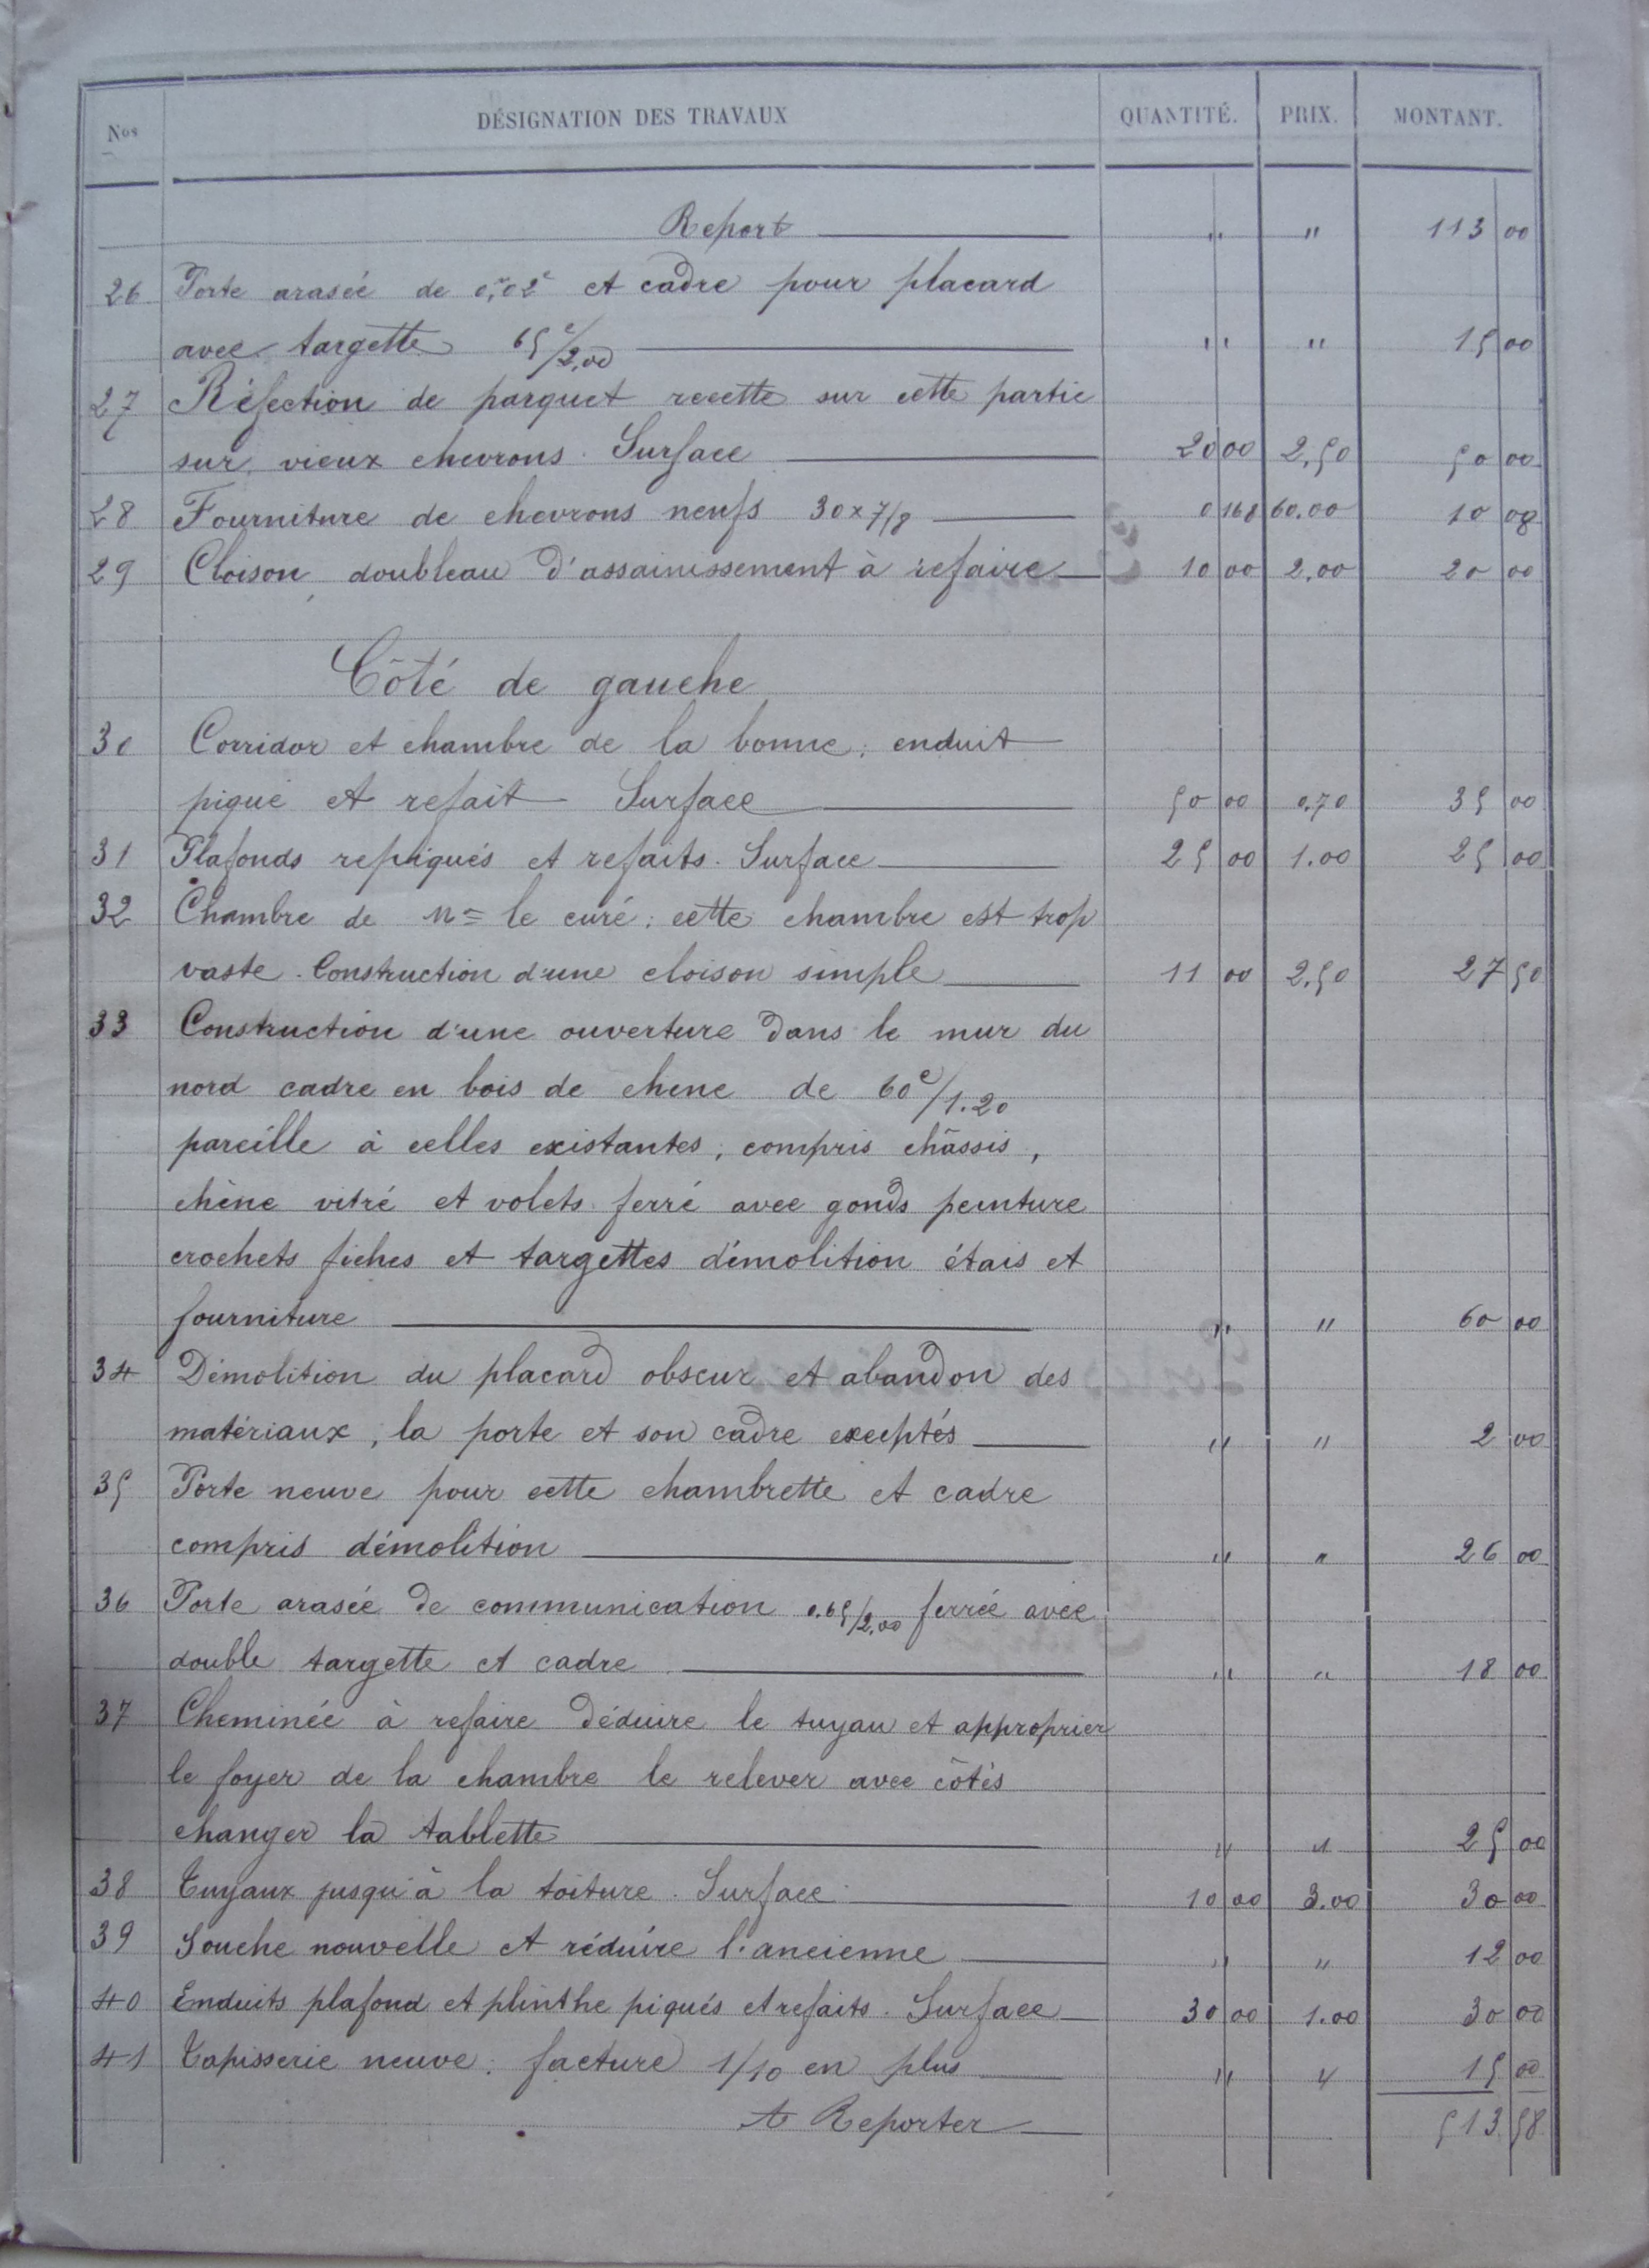 Nos DÉSIGNATION DES TRAVAUX QUANTITÉ. PRIX. MONTANT.
Report " " 113 00
26 Porte arasée de 0,m02c et cadre pour placard
avec targette 65c/2,00 " " 15 00
27 Réfection de parquet recette sur cette partie
sur vieux chevrons. Surface 20 00 2,50 50 00
28 Fourniture de chevrons neufs 30 x 7/8 0 168 60.00 10 08
29 Cloison doubleau d'assainissement à refaire 10 00 2,00 20 00
Côté de gauche
30 Corridor et chambre de la bonne; enduit
piqué et refait Surface 50 00 0,70 35 00
31 Plafonds repiqués et refaits. Surface 25 00 1.00 25 00
32 Chambre de Mr le curé; cette chambre est trop
vaste. Construction d'une cloison simple 11 00 2,50 27 50
33 Construction d'une ouverture dans le mur du
nord cadre en bois de chene de 60c/1.20
pareille à celles existantes, compris châssis,
chêne vitré et volets ferré avec gonds penture
crochets fiches et targettes démolition étais et
fourniture " " 60 00
34 Démolition du placard obscur et abandon des
matériaux, la porte et son cadre exceptés " " 2 00
35 Porte neuve pour cette chambrette et cadre
compris démolition " " 26 00
36 Porte arasée de communication 0.65/2,00 ferrée avec
double targette et cadre " " 18 00
37 Cheminée à refaire déduire le tuyau et approprier
le foyer de la chambre le relever avec côtés
changer la tablette " " 25 00
38 Tuyaux jusqu'à la toiture. Surface 10 00 3.00 30 00
39 Souche nouvelle et réduire l'ancienne " " 12 00
40 Enduits plafond et plinthe piqués et refaits. Surface 30 00 1.00 30 00
41 Tapisserie neuve; facture 1/10 en plus " " 15 00
A Reporter 513 58